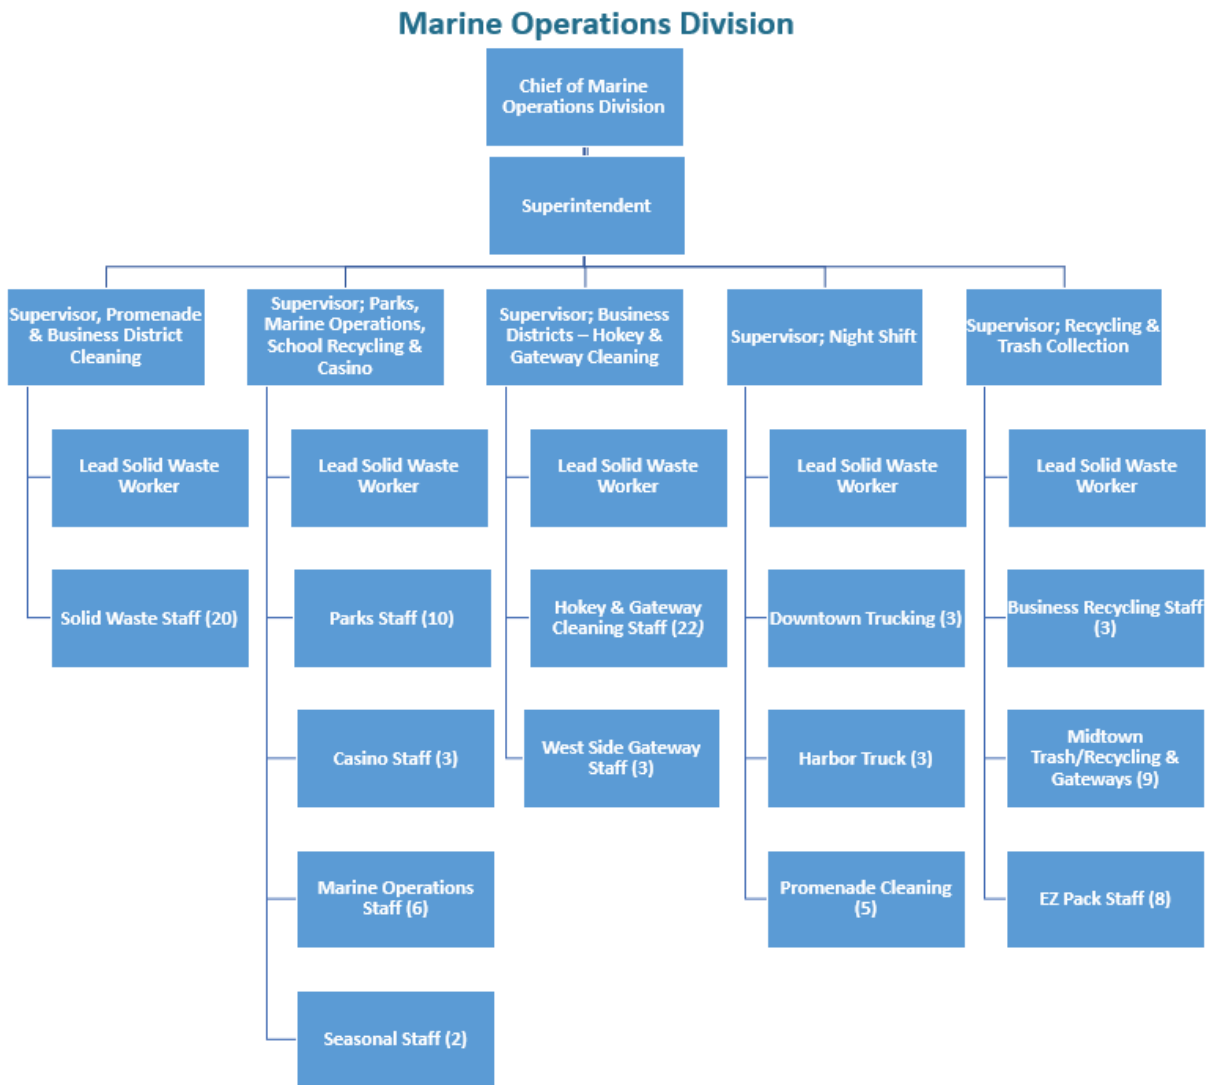 Marine Operations Division
Chief of Marine
Operations Division
Superintendent
Supervisor, Promenade
& Business District
Cleaning
Supervisor; Parks,
Marine Operations,
School Recycling &
Casino
Supervisor; Business
Districts – Hokey &
Gateway Cleaning
Supervisor; Night Shift
Supervisor; Recycling &
Trash Collection
Lead Solid Waste
Worker
Lead Solid Waste
Worker
Lead Solid Waste
Worker
Lead Solid Waste
Worker
Lead Solid Waste
Worker
Solid Waste Staff (20)
Parks Staff (10)
Hokey & Gateway
Cleaning Staff (22)
Downtown Trucking (3)
Business Recycling Staff
(3)
Casino Staff (3)
West Side Gateway
Staff (3)
Harbor Truck (3)
Midtown
Trash/Recycling &
Gateways (9)
Marine Operations
Staff (6)
Promenade Cleaning
(5)
EZ Pack Staff (8)
Seasonal Staff (2)